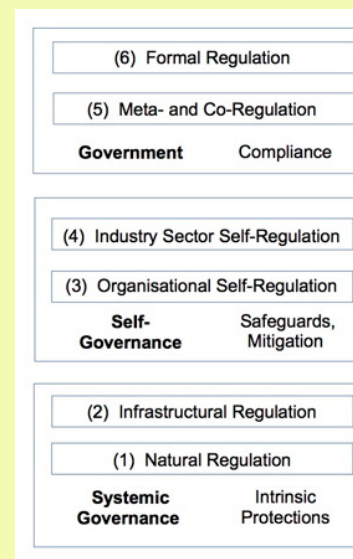 (6) Formal Regulation
(5) Meta- and Co-Regulation
Government Compliance
(4) Industry Sector Self-Regulation
(3) Organisational Self-Regulation
Self- Safeguards,
Governance Mitigation
(2) Infrastructural Regulation
(1) Natural Regulation
Systemic Intrinsic
Governance Protections